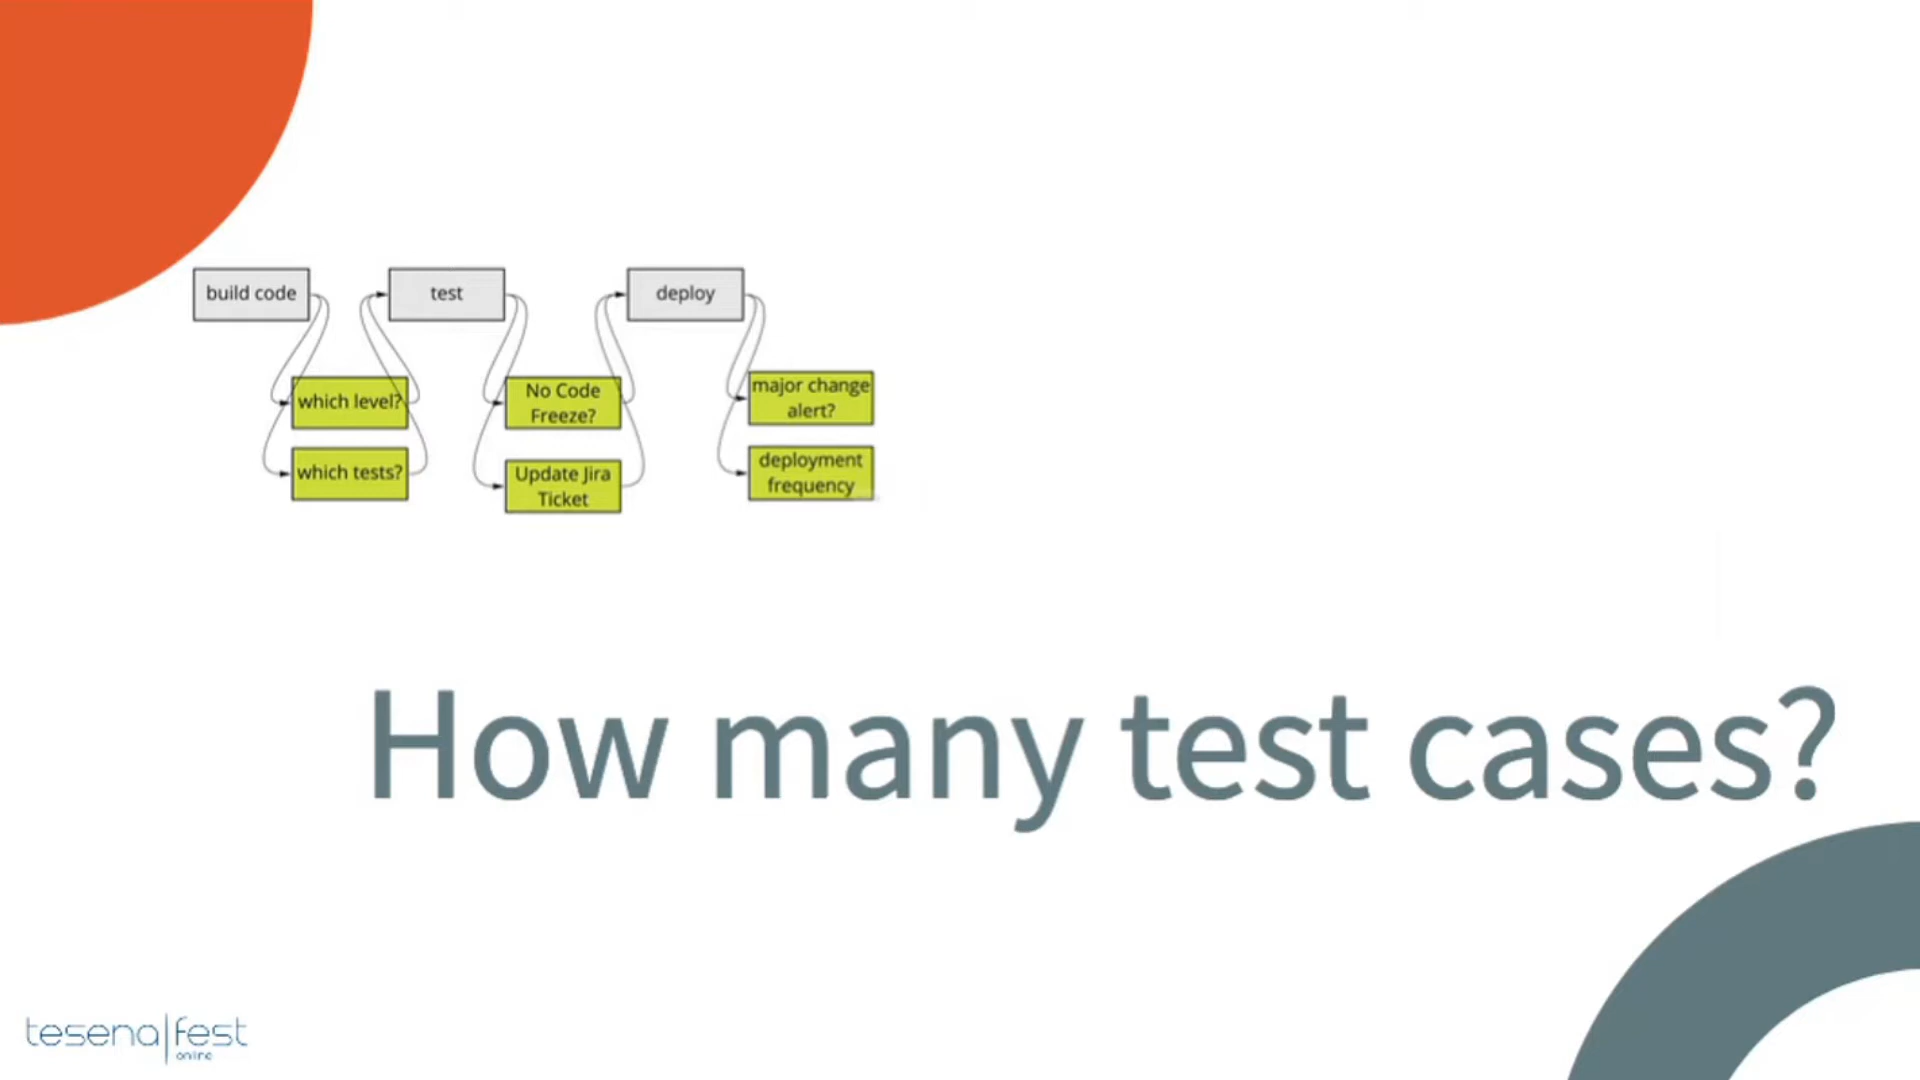 build code
test
deploy
which level?
No Code
Freeze?
major change
alert?
which tests?
Update Jira
Ticket
deployment
frequency
How many test cases?
tesena|fest
online